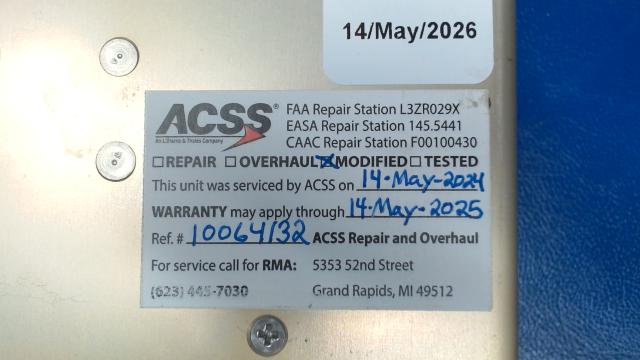 14/May/2026
ACSS® FAA Repair Station L3ZR029X
An L3Harris & Thales Company EASA Repair Station 145.5441
CAAC Repair Station F00100430
☐REPAIR ☐OVERHAUL ☒MODIFIED ☐TESTED
This unit was serviced by ACSS on 14-May-2024
WARRANTY may apply through 14-May-2025
Ref. # 10064132 ACSS Repair and Overhaul
For service call for RMA: 5353 52nd Street
(623) 445-7030 Grand Rapids, MI 49512